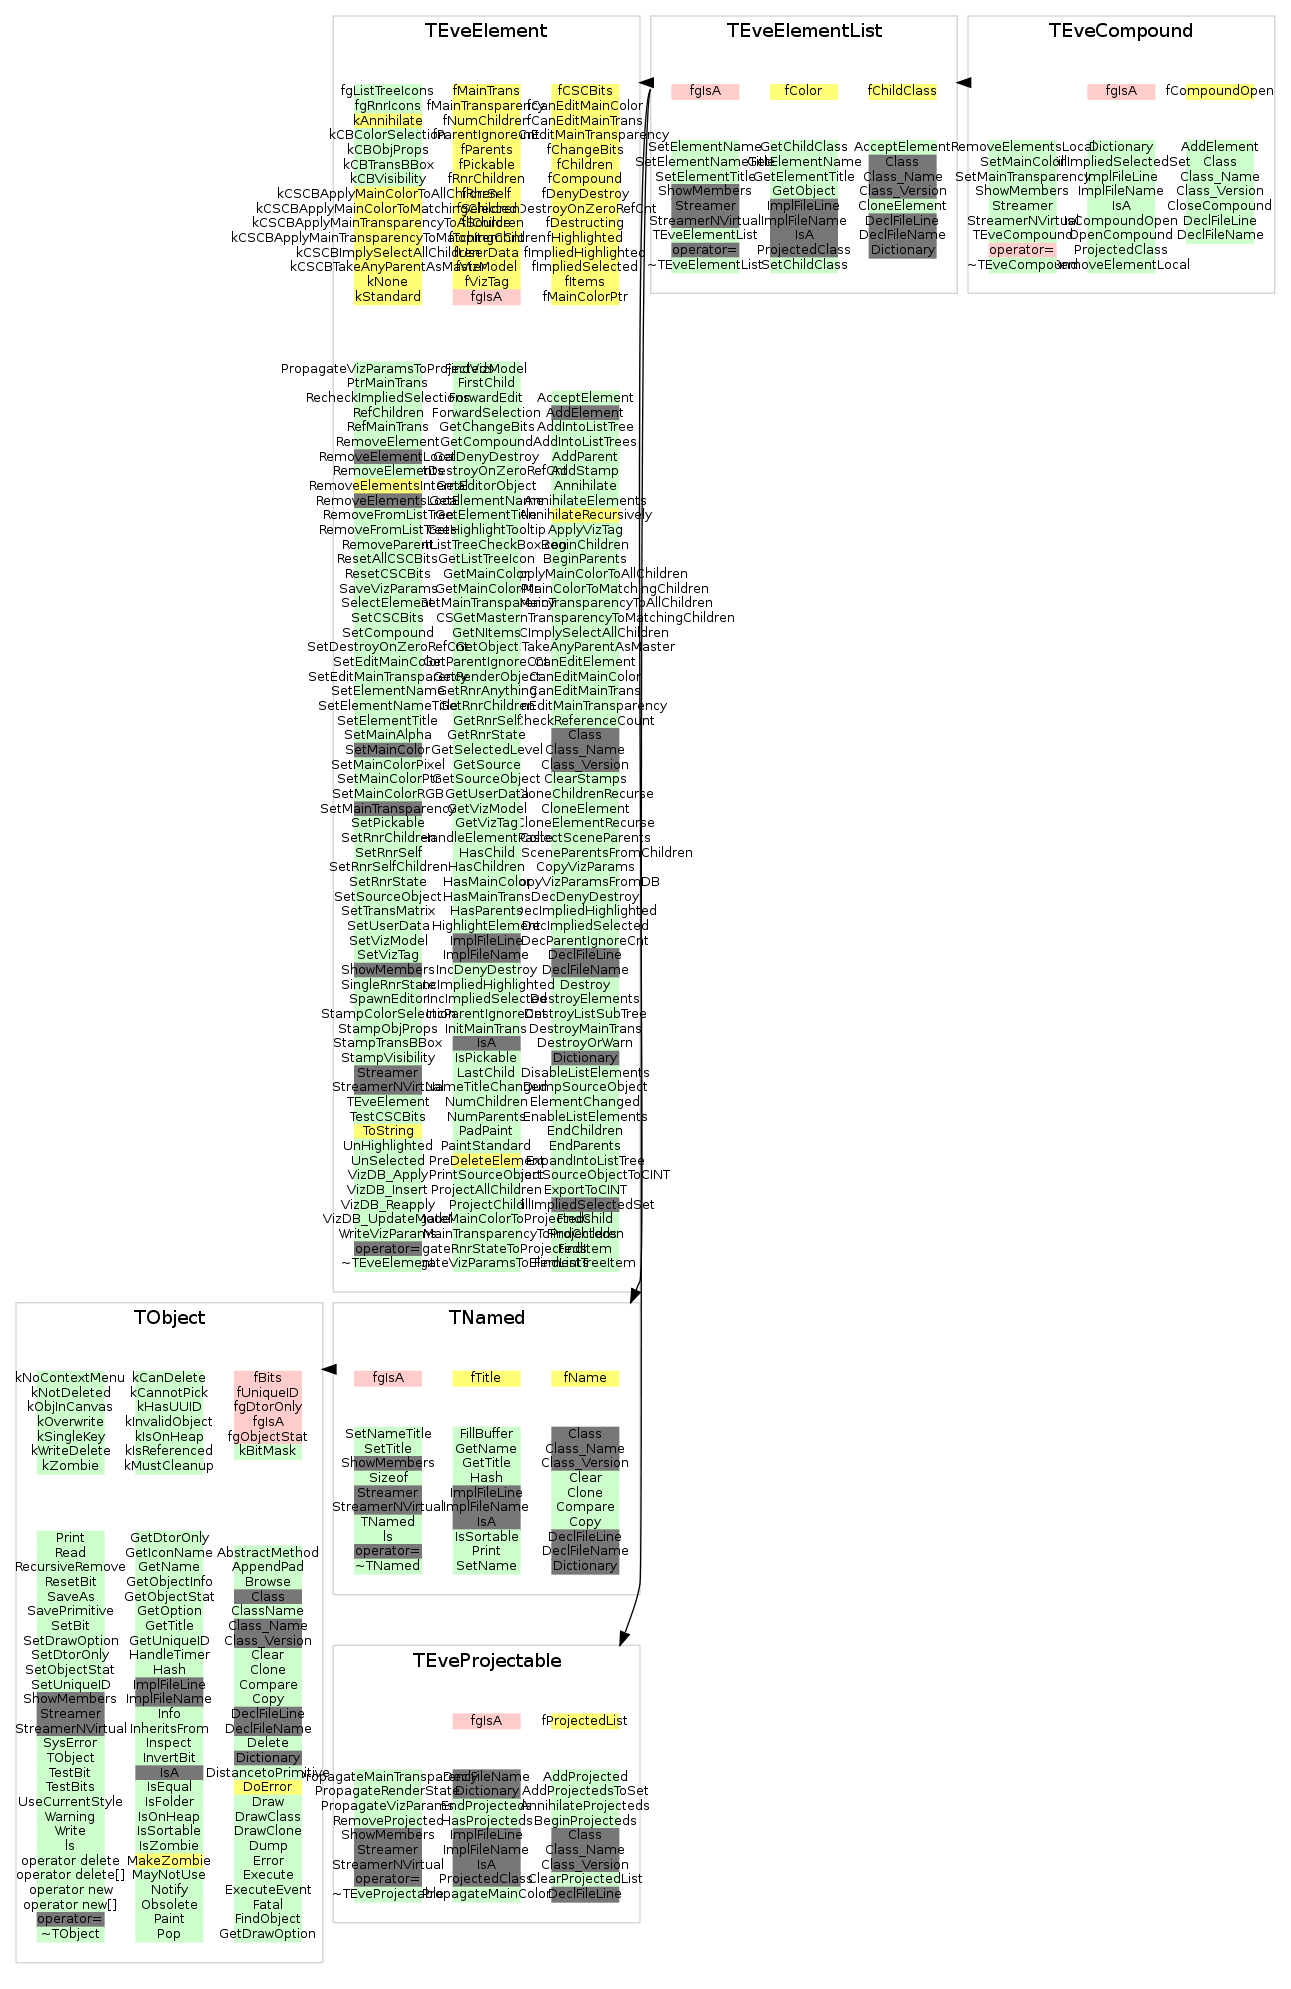 TEveElement
fgListTreeIcons
fgRnrIcons
kAnnihilate
kCBColorSelection
kCBObjProps
kCBTransBBox
kCBVisibility
kCSCBApplyMainColorToAllChildren
kCSCBApplyMainColorToMatchingChildren
kCSCBApplyMainTransparencyToAllChildren
kCSCBApplyMainTransparencyToMatchingChildren
kCSCBImplySelectAllChildren
kCSCBTakeAnyParentAsMaster
kNone
kStandard
fMainTrans
fMainTransparency
fNumChildren
fParentIgnoreCnt
fParents
fPickable
fRnrChildren
fRnrSelf
fSelected
fSource
fTopItem
fUserData
fVizModel
fVizTag
fgIsA
fCSCBits
fCanEditMainColor
fCanEditMainTrans
fChangeBits
fChildren
fCompound
fDenyDestroy
fDestroyOnZeroRefCnt
fDestructing
fHighlighted
fImpliedHighlighted
fImpliedSelected
fItems
fMainColorPtr
PropagateVizParamsToProjecteds
PtrMainTrans
RecheckImpliedSelections
RefChildren
RefMainTrans
RemoveElement
RemoveElementLocal
RemoveElements
RemoveElementsInternal
RemoveElementsLocal
RemoveFromListTree
RemoveFromListTrees
RemoveParent
ResetAllCSCBits
ResetCSCBits
SaveVizParams
SelectElement
SetCSCBits
SetCompound
SetDestroyOnZeroRefCnt
SetEditMainColor
SetEditMainTransparency
SetElementName
SetElementNameTitle
SetElementTitle
SetMainAlpha
SetMainColor
SetMainColorPixel
SetMainColorPtr
SetMainColorRGB
SetMainTransparency
SetPickable
SetRnrChildren
SetRnrSelf
SetRnrSelfChildren
SetRnrState
SetSourceObject
SetTransMatrix
SetUserData
SetVizModel
SetVizTag
ShowMembers
SingleRnrState
SpawnEditor
StampColorSelection
StampObjProps
StampTransBBox
StampVisibility
Streamer
StreamerNVirtual
TEveElement
TestCSCBits
ToString
UnHighlighted
UnSelected
VizDB_Apply
VizDB_Insert
VizDB_Reapply
VizDB_UpdateModel
WriteVizParams
operator=
~TEveElement
FindVizModel
FirstChild
ForwardEdit
ForwardSelection
GetChangeBits
GetCompound
GetDenyDestroy
GetEditorObject
GetElementName
GetElementTitle
GetHighlightTooltip
GetListTreeIcon
GetMainColor
GetMainColorPtr
GetMainTransparency
GetMaster
GetNItems
GetObject
GetParentIgnoreCnt
GetRenderObject
GetRnrAnything
GetRnrChildren
GetRnrSelf
GetRnrState
GetSelectedLevel
GetSource
GetSourceObject
GetUserData
GetVizModel
GetVizTag
HandleElementPaste
HasChild
HasChildren
HasMainColor
HasMainTrans
HasParents
HighlightElement
ImplFileLine
ImplFileName
IncDenyDestroy
IncImpliedHighlighted
IncImpliedSelected
IncParentIgnoreCnt
InitMainTrans
IsA
IsPickable
LastChild
NameTitleChanged
NumChildren
NumParents
PadPaint
PaintStandard
PreDeleteElement
PrintSourceObject
ProjectAllChildren
ProjectChild
AcceptElement
AddElement
AddIntoListTree
AddIntoListTrees
AddParent
AddStamp
Annihilate
AnnihilateElements
AnnihilateRecursively
ApplyVizTag
BeginChildren
BeginParents
CanEditElement
CanEditMainColor
CanEditMainTrans
CheckReferenceCount
Class
Class_Name
Class_Version
ClearStamps
CloneChildrenRecurse
CloneElement
CloneElementRecurse
CollectSceneParents
CopyVizParams
CopyVizParamsFromDB
DecDenyDestroy
DecImpliedHighlighted
DecImpliedSelected
DecParentIgnoreCnt
DeclFileLine
DeclFileName
Destroy
DestroyElements
DestroyListSubTree
DestroyMainTrans
DestroyOrWarn
Dictionary
DisableListElements
DumpSourceObject
ElementChanged
EnableListElements
EndChildren
EndParents
ExpandIntoListTree
ExportToCINT
FindChild
FindChildren
FindItem
FindListTreeItem
TEveElementList
fgIsA
fColor
fChildClass
SetElementName
SetElementNameTitle
SetElementTitle
ShowMembers
Streamer
StreamerNVirtual
TEveElementList
operator=
~TEveElementList
GetChildClass
GetElementName
GetElementTitle
GetObject
ImplFileLine
ImplFileName
IsA
ProjectedClass
SetChildClass
AcceptElement
Class
Class_Name
Class_Version
CloneElement
DeclFileLine
DeclFileName
Dictionary
TEveCompound
fgIsA
fCompoundOpen
RemoveElementsLocal
SetMainColor
SetMainTransparency
ShowMembers
Streamer
StreamerNVirtual
TEveCompound
operator=
~TEveCompound
Dictionary
FillImpliedSelectedSet
ImplFileLine
ImplFileName
IsA
IsCompoundOpen
OpenCompound
ProjectedClass
RemoveElementLocal
AddElement
Class
Class_Name
Class_Version
CloseCompound
DeclFileLine
DeclFileName
TObject
kNoContextMenu
kNotDeleted
kObjInCanvas
kOverwrite
kSingleKey
kWriteDelete
kZombie
kCanDelete
kCannotPick
kHasUUID
kInvalidObject
kIsOnHeap
kIsReferenced
kMustCleanup
fBits
fUniqueID
fgDtorOnly
fgIsA
fgObjectStat
kBitMask
Print
Read
RecursiveRemove
ResetBit
SaveAs
SavePrimitive
SetBit
SetDrawOption
SetDtorOnly
SetObjectStat
SetUniqueID
ShowMembers
Streamer
StreamerNVirtual
SysError
TObject
TestBit
TestBits
UseCurrentStyle
Warning
Write
ls
operator delete
operator delete[]
operator new
operator new[]
operator=
~TObject
GetDtorOnly
GetIconName
GetName
GetObjectInfo
GetObjectStat
GetOption
GetTitle
GetUniqueID
HandleTimer
Hash
ImplFileLine
ImplFileName
Info
InheritsFrom
Inspect
InvertBit
IsA
IsEqual
IsFolder
IsOnHeap
IsSortable
IsZombie
MakeZombie
MayNotUse
Notify
Obsolete
Paint
Pop
AbstractMethod
AppendPad
Browse
Class
ClassName
Class_Name
Class_Version
Clear
Clone
Compare
Copy
DeclFileLine
DeclFileName
Delete
Dictionary
DistancetoPrimitive
DoError
Draw
DrawClass
DrawClone
Dump
Error
Execute
ExecuteEvent
Fatal
FindObject
GetDrawOption
TNamed
fgIsA
fTitle
fName
SetNameTitle
SetTitle
ShowMembers
Sizeof
Streamer
StreamerNVirtual
TNamed
ls
operator=
~TNamed
FillBuffer
GetName
GetTitle
Hash
ImplFileLine
ImplFileName
IsA
IsSortable
Print
SetName
Class
Class_Name
Class_Version
Clear
Clone
Compare
Copy
DeclFileLine
DeclFileName
Dictionary
TEveProjectable
fgIsA
fProjectedList
PropagateMainTransparency
PropagateRenderState
PropagateVizParams
RemoveProjected
ShowMembers
Streamer
StreamerNVirtual
operator=
~TEveProjectable
DeclFileName
Dictionary
EndProjecteds
HasProjecteds
ImplFileLine
ImplFileName
IsA
ProjectedClass
PropagateMainColor
AddProjected
AddProjectedsToSet
AnnihilateProjecteds
BeginProjecteds
Class
Class_Name
Class_Version
ClearProjectedList
DeclFileLine